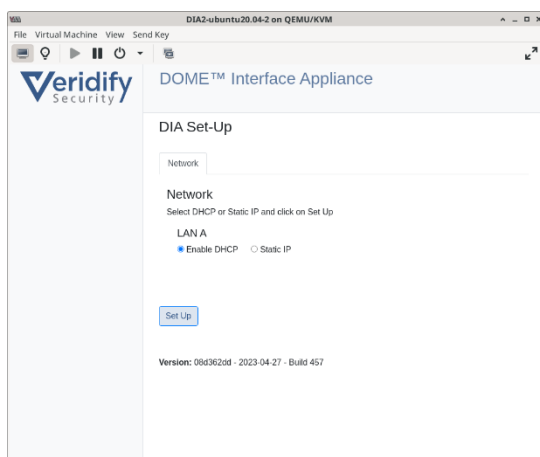 DIA2-ubuntu20.04-2 on QEMU/KVM
File Virtual Machine View Send Key
Veridify
Security
DOME™ Interface Appliance
DIA Set-Up
Network
Network
Select DHCP or Static IP and click on Set Up
LAN A
Enable DHCP Static IP
Set Up
Version: 08d362dd - 2023-04-27 - Build 457